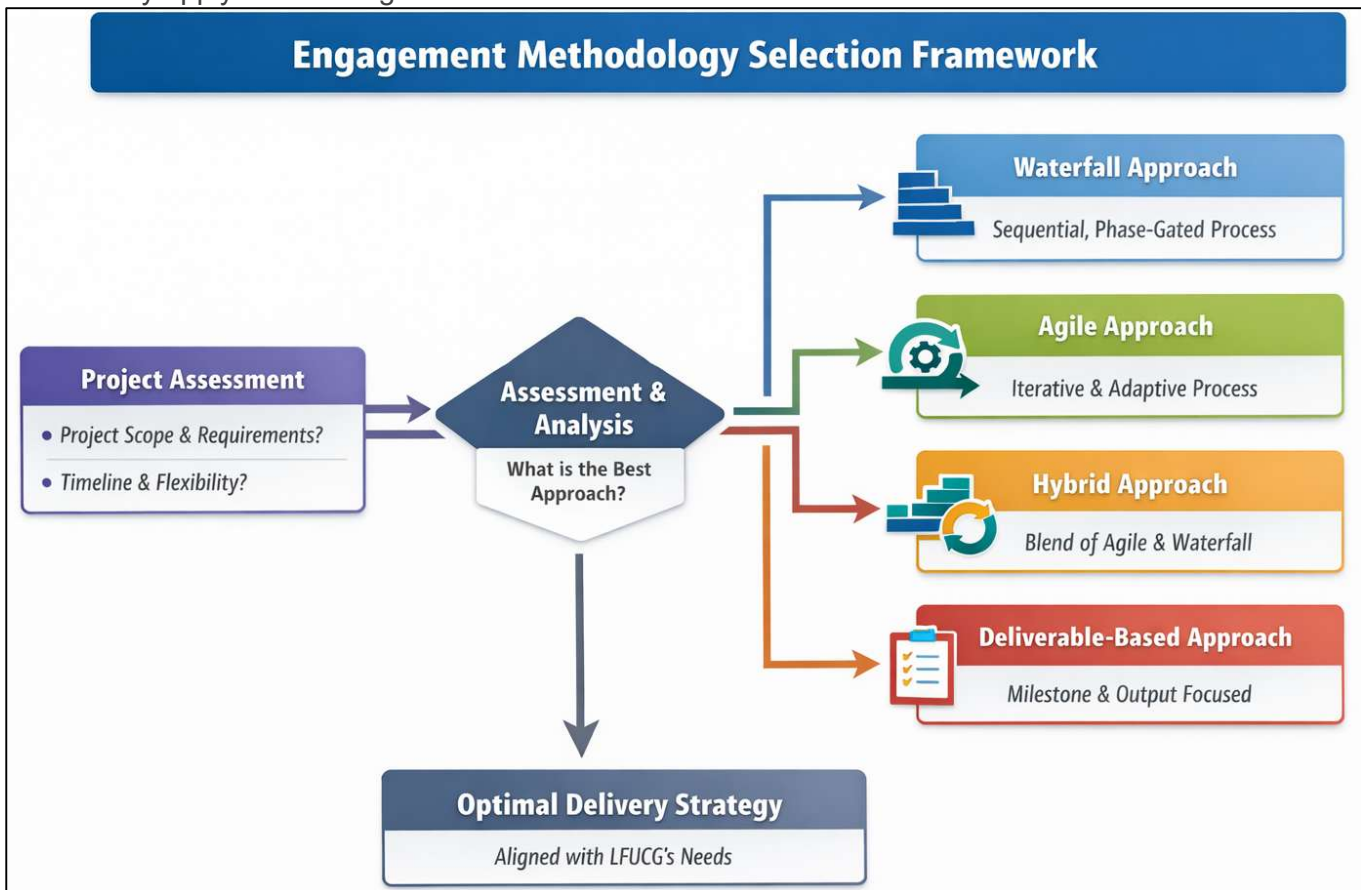 Engagement Methodology Selection Framework
Project Assessment
• Project Scope & Requirements?
• Timeline & Flexibility?
Assessment &
Analysis
What is the Best
Approach?
Waterfall Approach
Sequential, Phase-Gated Process
Agile Approach
Iterative & Adaptive Process
Hybrid Approach
Blend of Agile & Waterfall
Deliverable-Based Approach
Milestone & Output Focused
Optimal Delivery Strategy
Aligned with LFUCG's Needs